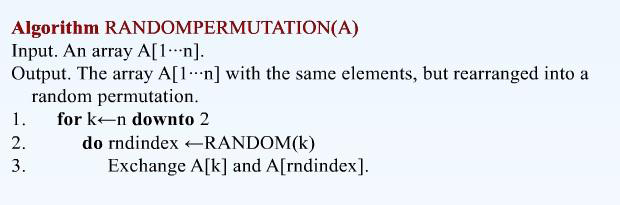 Algorithm RANDOMPERMUTATION(A)
Input. An array A[1···n].
Output. The array A[1···n] with the same elements, but rearranged into a
random permutation.
1. for k←n downto 2
2. do rndindex ←RANDOM(k)
3. Exchange A[k] and A[rndindex].